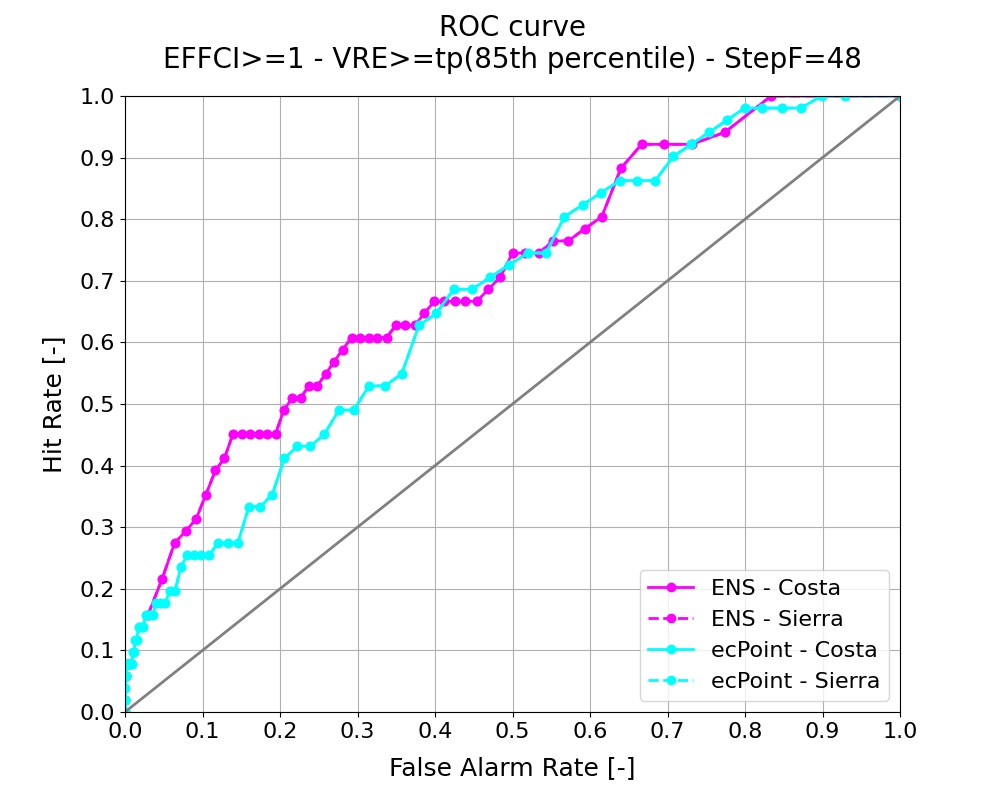 ROC curve
EFFCI>=1 - VRE>=tp(85th percentile) - StepF=48
1.0
0.9
0.8
0.7
0.6
0.5
0.4
0.3
0.2
0.1
0.0
Hit Rate [-]
ENS - Costa
ENS - Sierra
ecPoint - Costa
ecPoint - Sierra
0.0 0.1 0.2 0.3 0.4 0.5 0.6 0.7 0.8 0.9 1.0
False Alarm Rate [-]